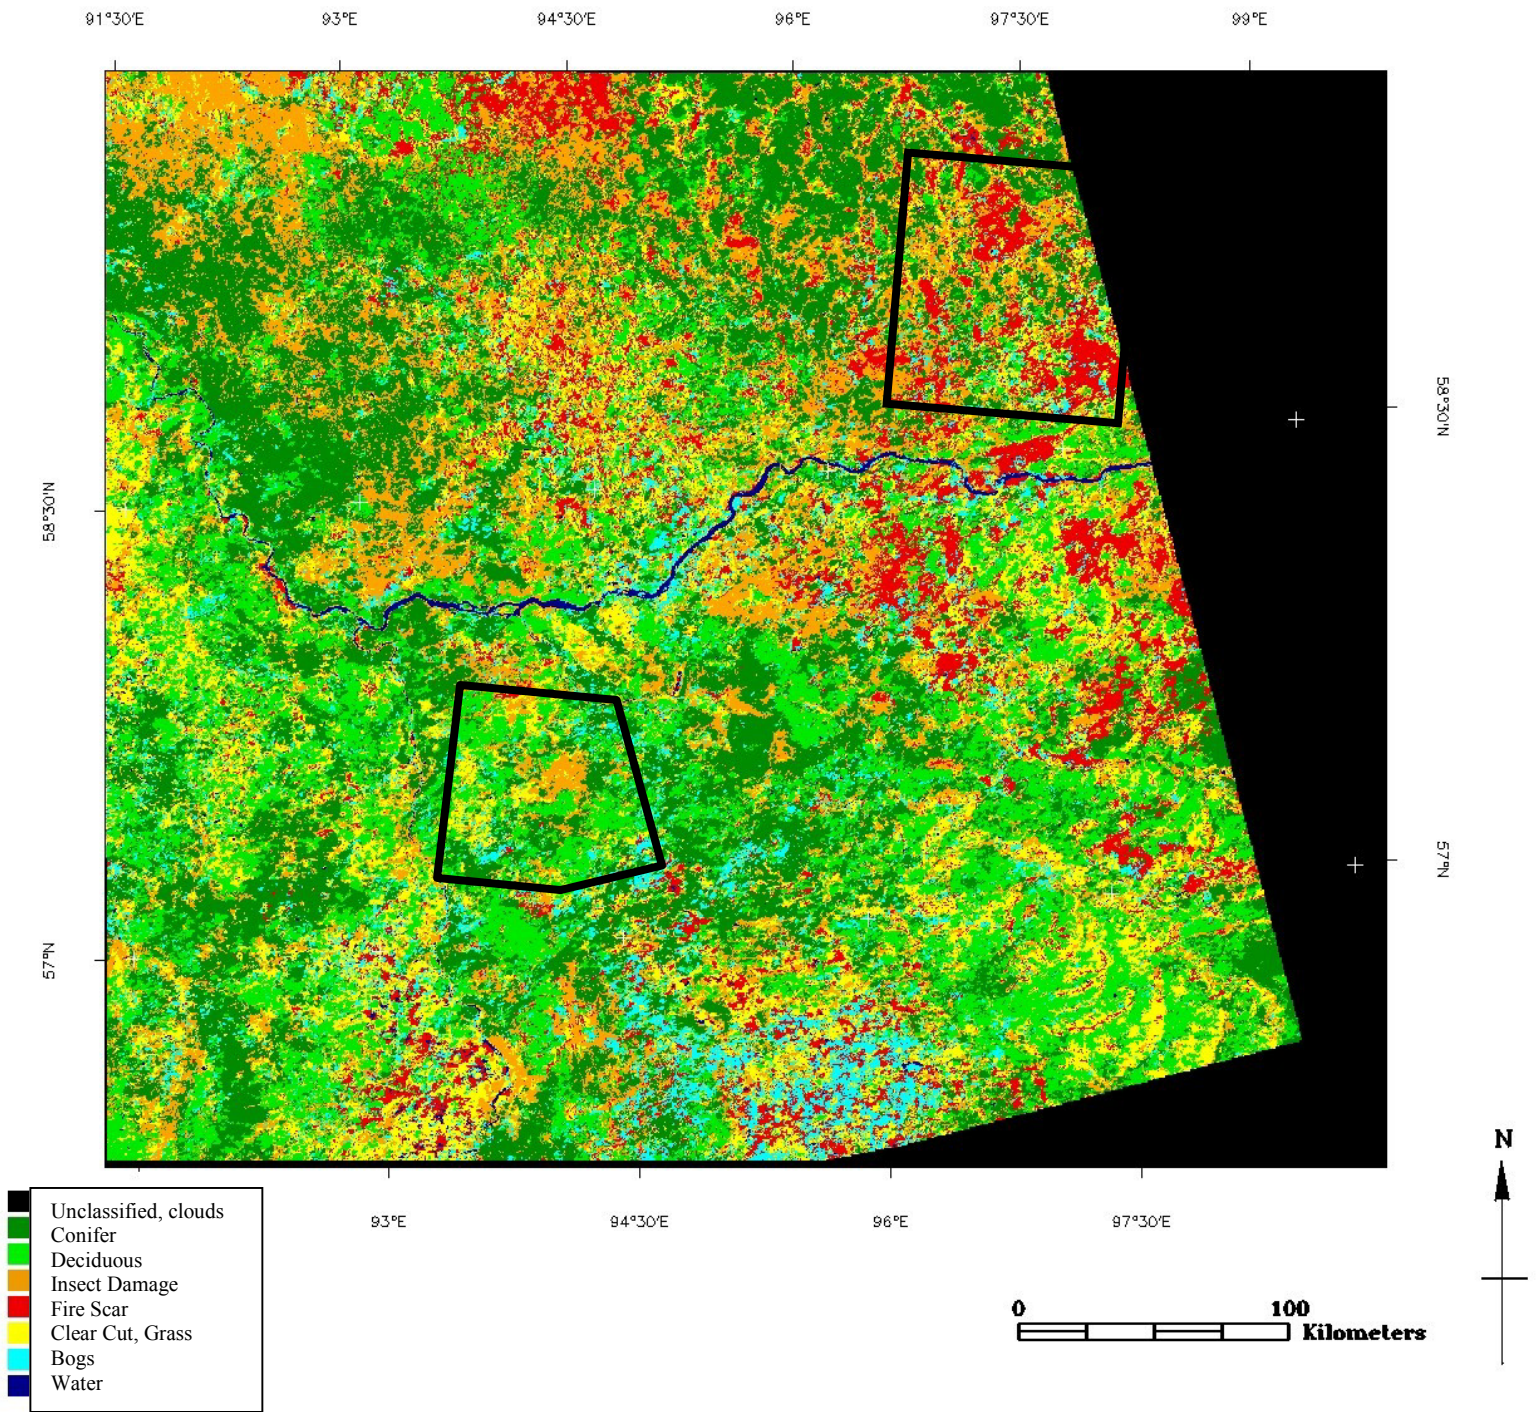 91°30'E 93°E 94°30'E 96°E 97°30'E 99°E
58°30'N
58°30'N
57°N
57°N
N
Unclassified, clouds
Conifer
Deciduous
Insect Damage
Fire Scar
Clear Cut, Grass
Bogs
Water
93°E 94°30'E 96°E 97°30'E
0 100
Kilometers